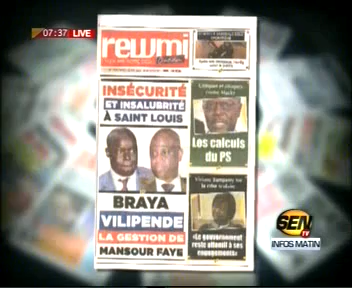 07:37 LIVE
rewmi
Quotidien
INSÉCURITÉ
ET INSALUBRITÉ
À SAINT LOUIS
BRAYA
VILIPENDE
LA GESTION DE
MANSOUR FAYE
Les calculs
du PS
«Le gouvernement
reste attentif à ses
engagements»
SEN
TV
INFOS MATIN